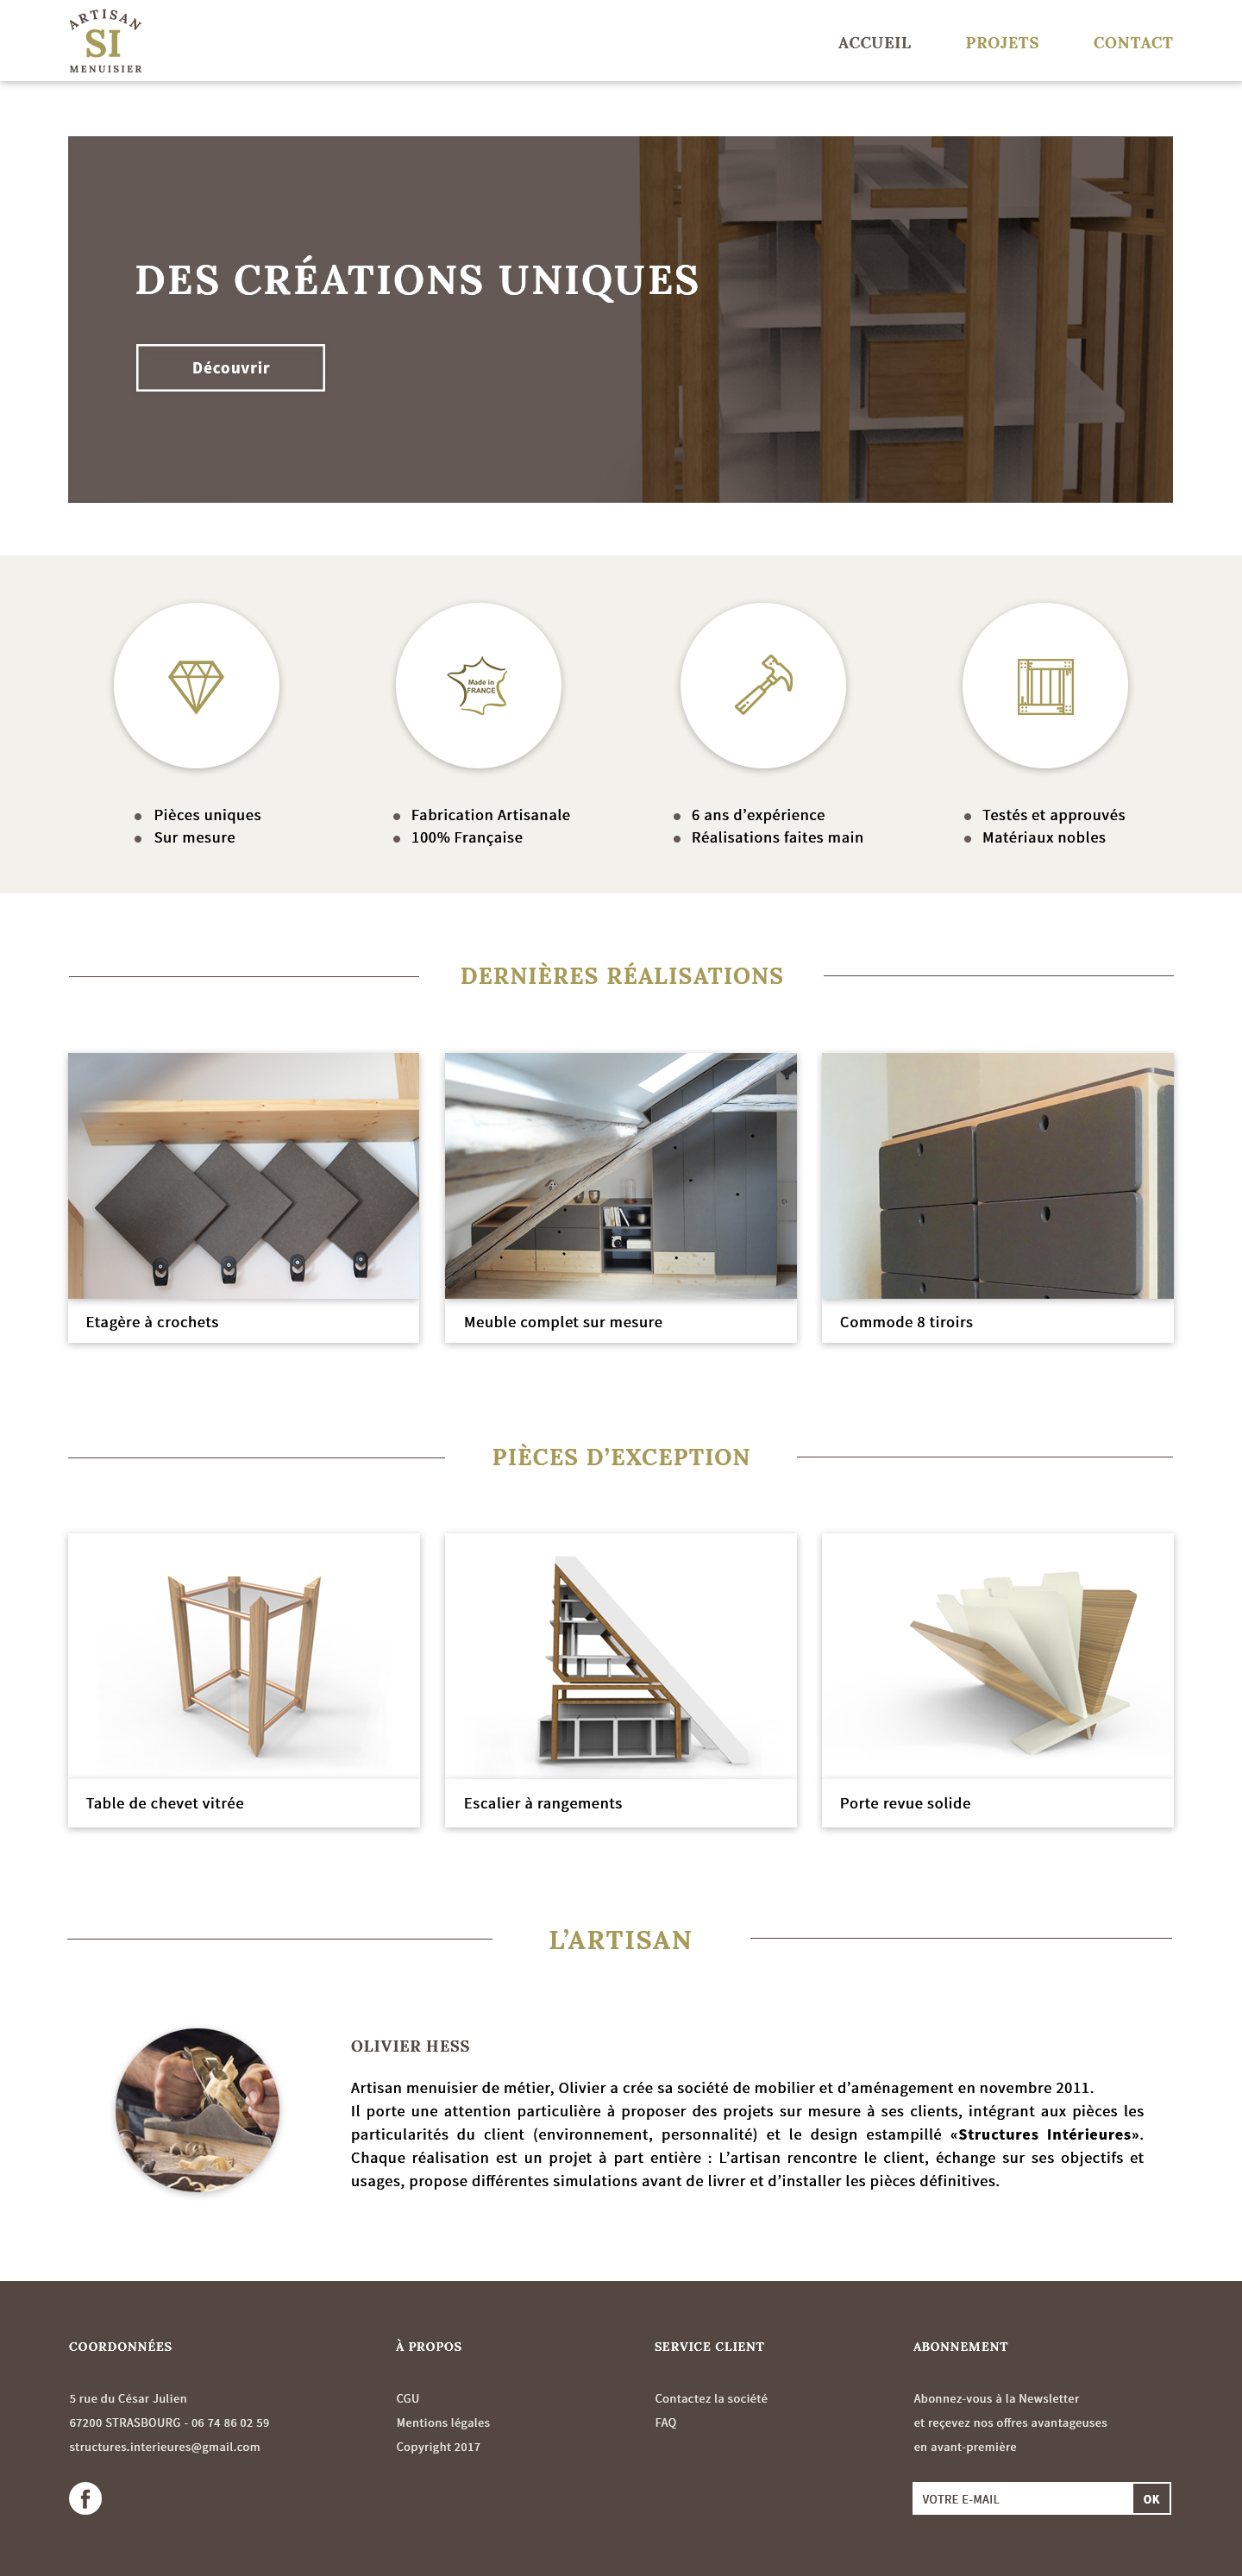 ARTISAN
SI
MENUISIER
ACCUEIL
PROJETS
CONTACT
DES CRÉATIONS UNIQUES
Découvrir
Made in
FRANCE
Pièces uniques
Sur mesure
Fabrication Artisanale
100% Française
6 ans d’expérience
Réalisations faites main
Testés et approuvés
Matériaux nobles
DERNIÈRES RÉALISATIONS
Etagère à crochets
Meuble complet sur mesure
Commode 8 tiroirs
PIÈCES D’EXCEPTION
Table de chevet vitrée
Escalier à rangements
Porte revue solide
L’ARTISAN
OLIVIER HESS
Artisan menuisier de métier, Olivier a crée sa société de mobilier et d’aménagement en novembre 2011.
Il porte une attention particulière à proposer des projets sur mesure à ses clients, intégrant aux pièces les
particularités du client (environnement, personnalité) et le design estampillé «Structures Intérieures».
Chaque réalisation est un projet à part entière : L’artisan rencontre le client, échange sur ses objectifs et
usages, propose différentes simulations avant de livrer et d’installer les pièces définitives.
COORDONNÉES
5 rue du César Julien
67200 STRASBOURG - 06 74 86 02 59
structures.interieures@gmail.com
À PROPOS
CGU
Mentions légales
Copyright 2017
SERVICE CLIENT
Contactez la société
FAQ
ABONNEMENT
Abonnez-vous à la Newsletter
et reçevez nos offres avantageuses
en avant-première
VOTRE E-MAIL
OK